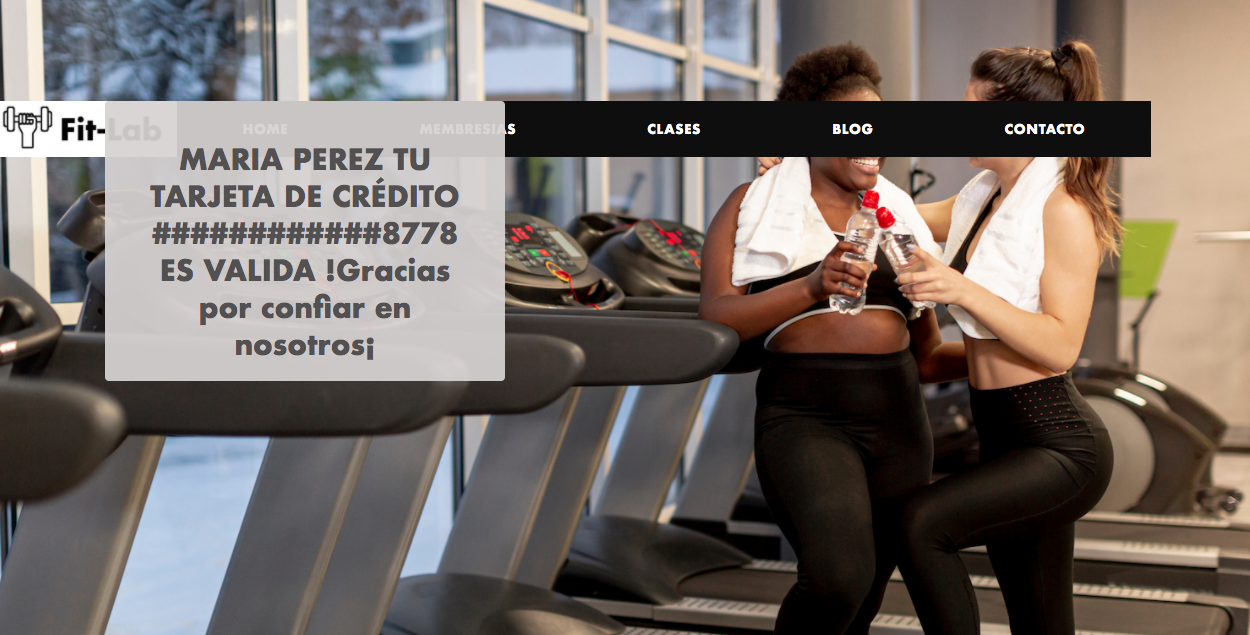 Fit-Lab
HOME
MEMBRESIAS
CLASES
BLOG
CONTACTO
MARIA PEREZ TU
TARJETA DE CRÉDITO
############8778
ES VALIDA !Gracias
por confiar en
nosotros¡